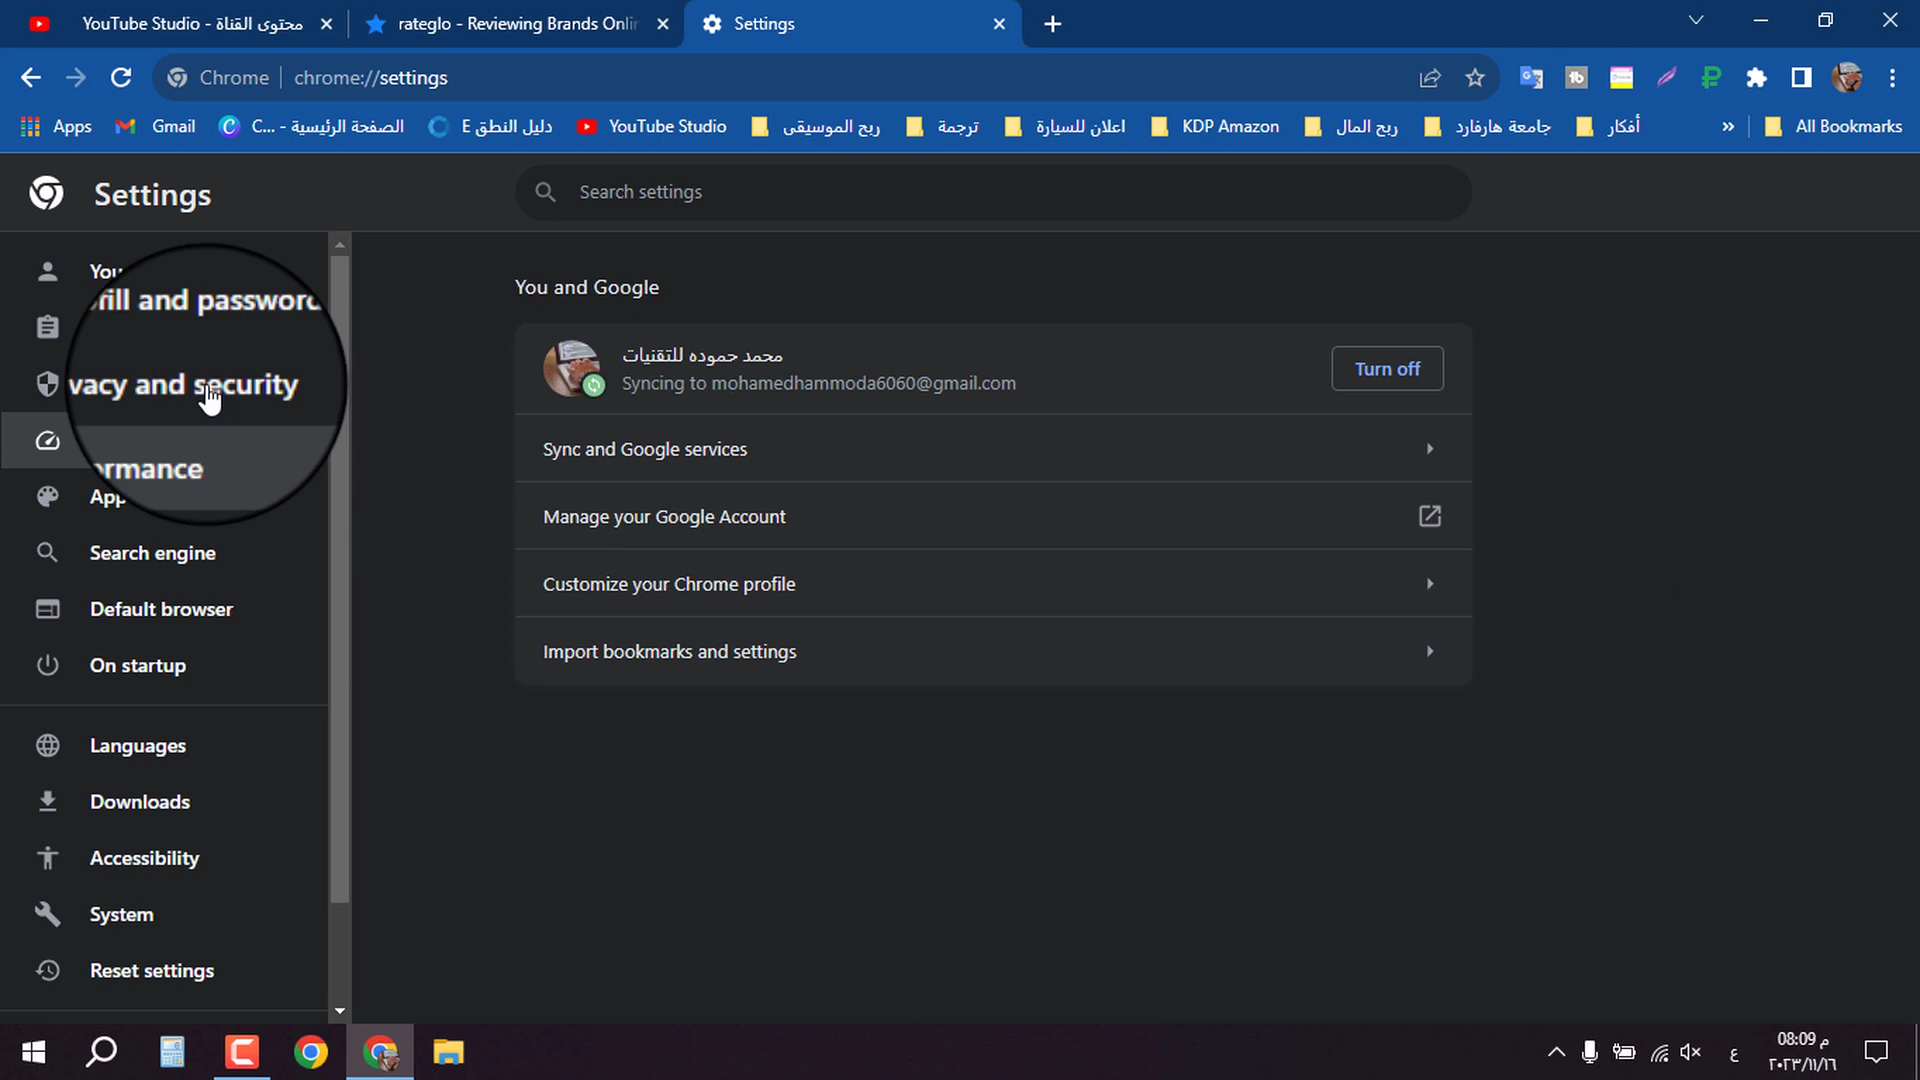 YouTube Studio - محتوى القناة
rateglo - Reviewing Brands Onli
Settings
Chrome
chrome://settings
Apps
Gmail
الصفحة الرئيسية - ...C
دليل النطق E
YouTube Studio
ربح الموسيقى
ترجمة
اعلان للسيارة
KDP Amazon
ربح المال
جامعة هارفارد
أفكار
»
All Bookmarks
Settings
Search settings
You
fill and password
vacy and security
ormance
App
Search engine
Default browser
On startup
Languages
Downloads
Accessibility
System
Reset settings
You and Google
محمد حموده للتقنيات
Syncing to mohamedhammoda6060@gmail.com
Turn off
Sync and Google services
Manage your Google Account
Customize your Chrome profile
Import bookmarks and settings
ع
08:09 م
٢٠٢٣/١١/١٦